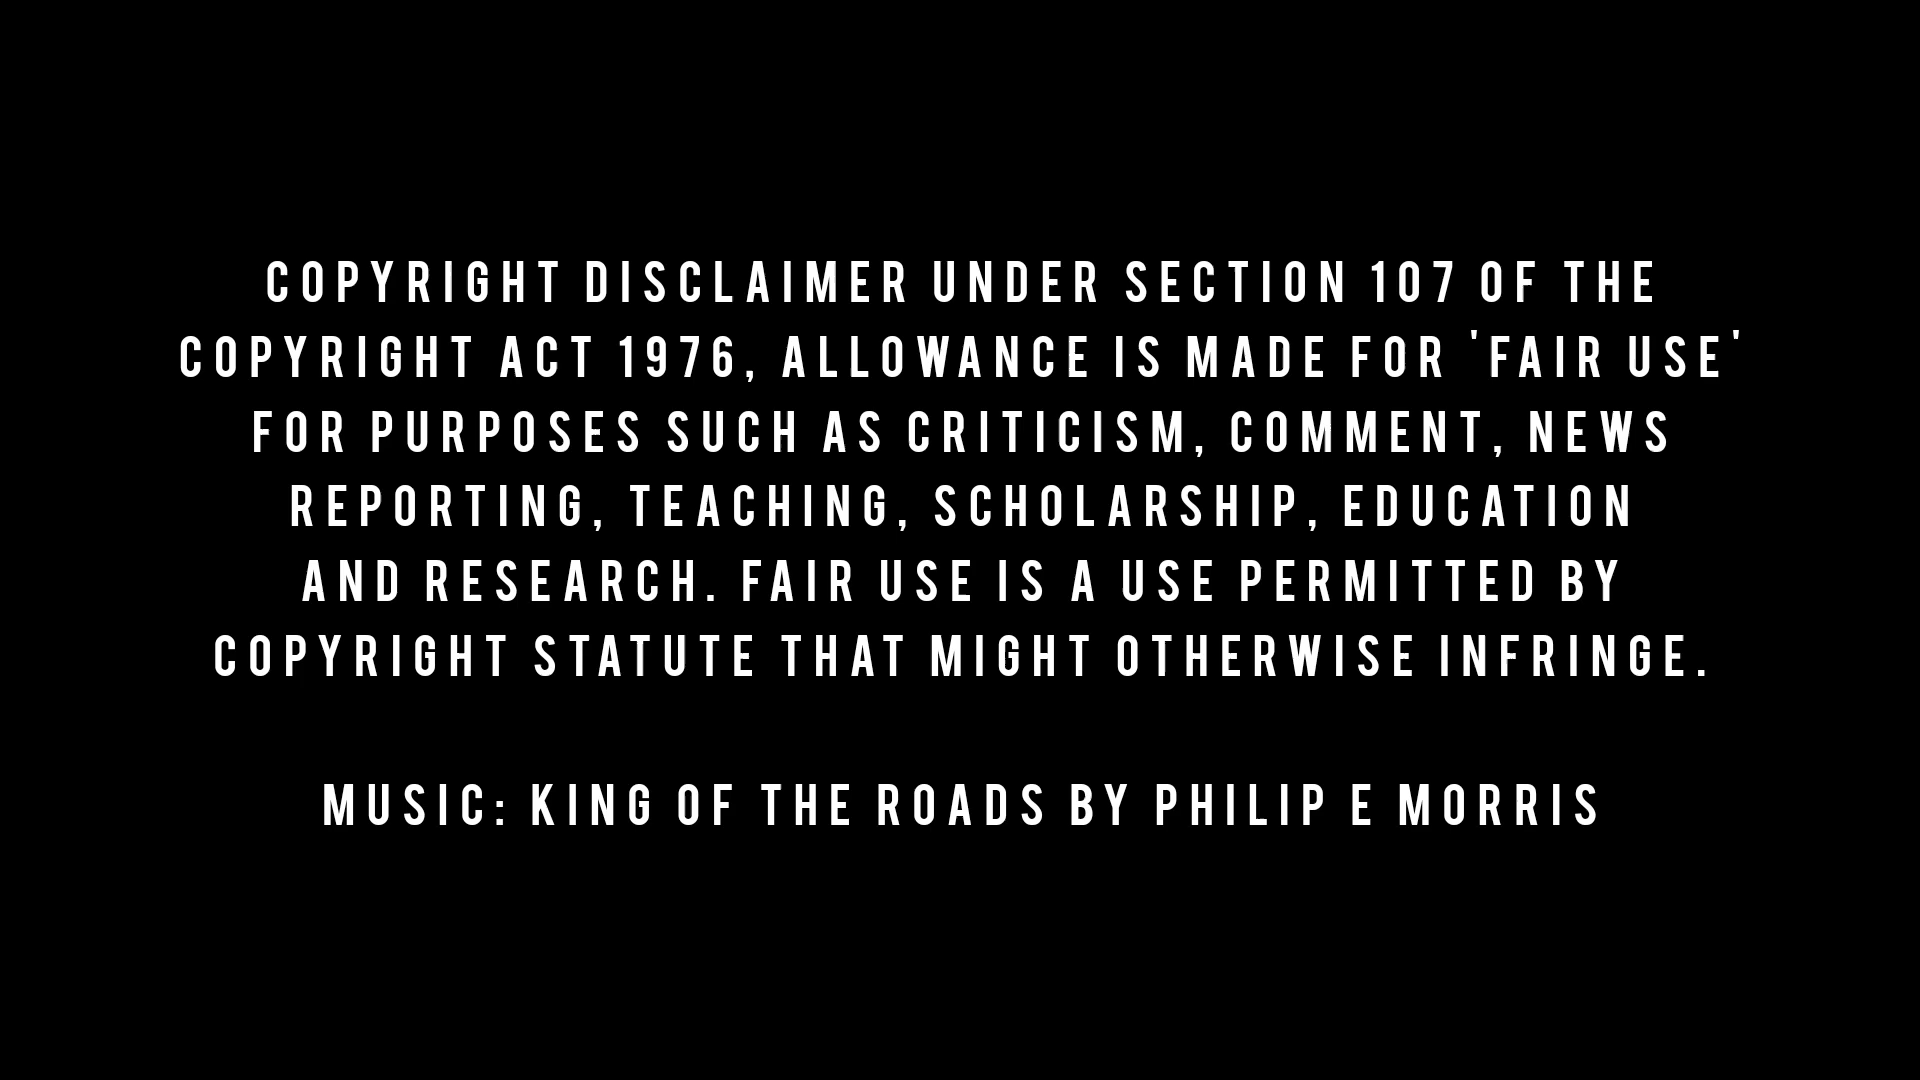 COPYRIGHT DISCLAIMER UNDER SECTION 107 OF THE
COPYRIGHT ACT 1976, ALLOWANCE IS MADE FOR 'FAIR USE'
FOR PURPOSES SUCH AS CRITICISM, COMMENT, NEWS
REPORTING, TEACHING, SCHOLARSHIP, EDUCATION
AND RESEARCH. FAIR USE IS A USE PERMITTED BY
COPYRIGHT STATUTE THAT MIGHT OTHERWISE INFRINGE.
MUSIC: KING OF THE ROADS BY PHILIP E MORRIS